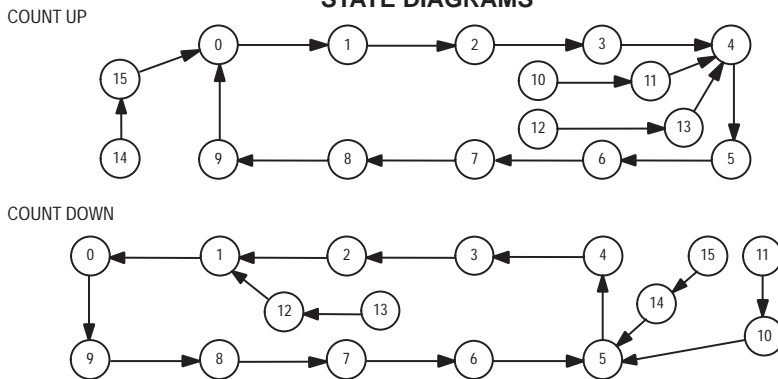 STATE DIAGRAMS
COUNT UP
0 1 2 3 4
15 10 11
12 13
14 9 8 7 6 5
COUNT DOWN
0 1 2 3 4 15 11
12 13 14
10
9 8 7 6 5